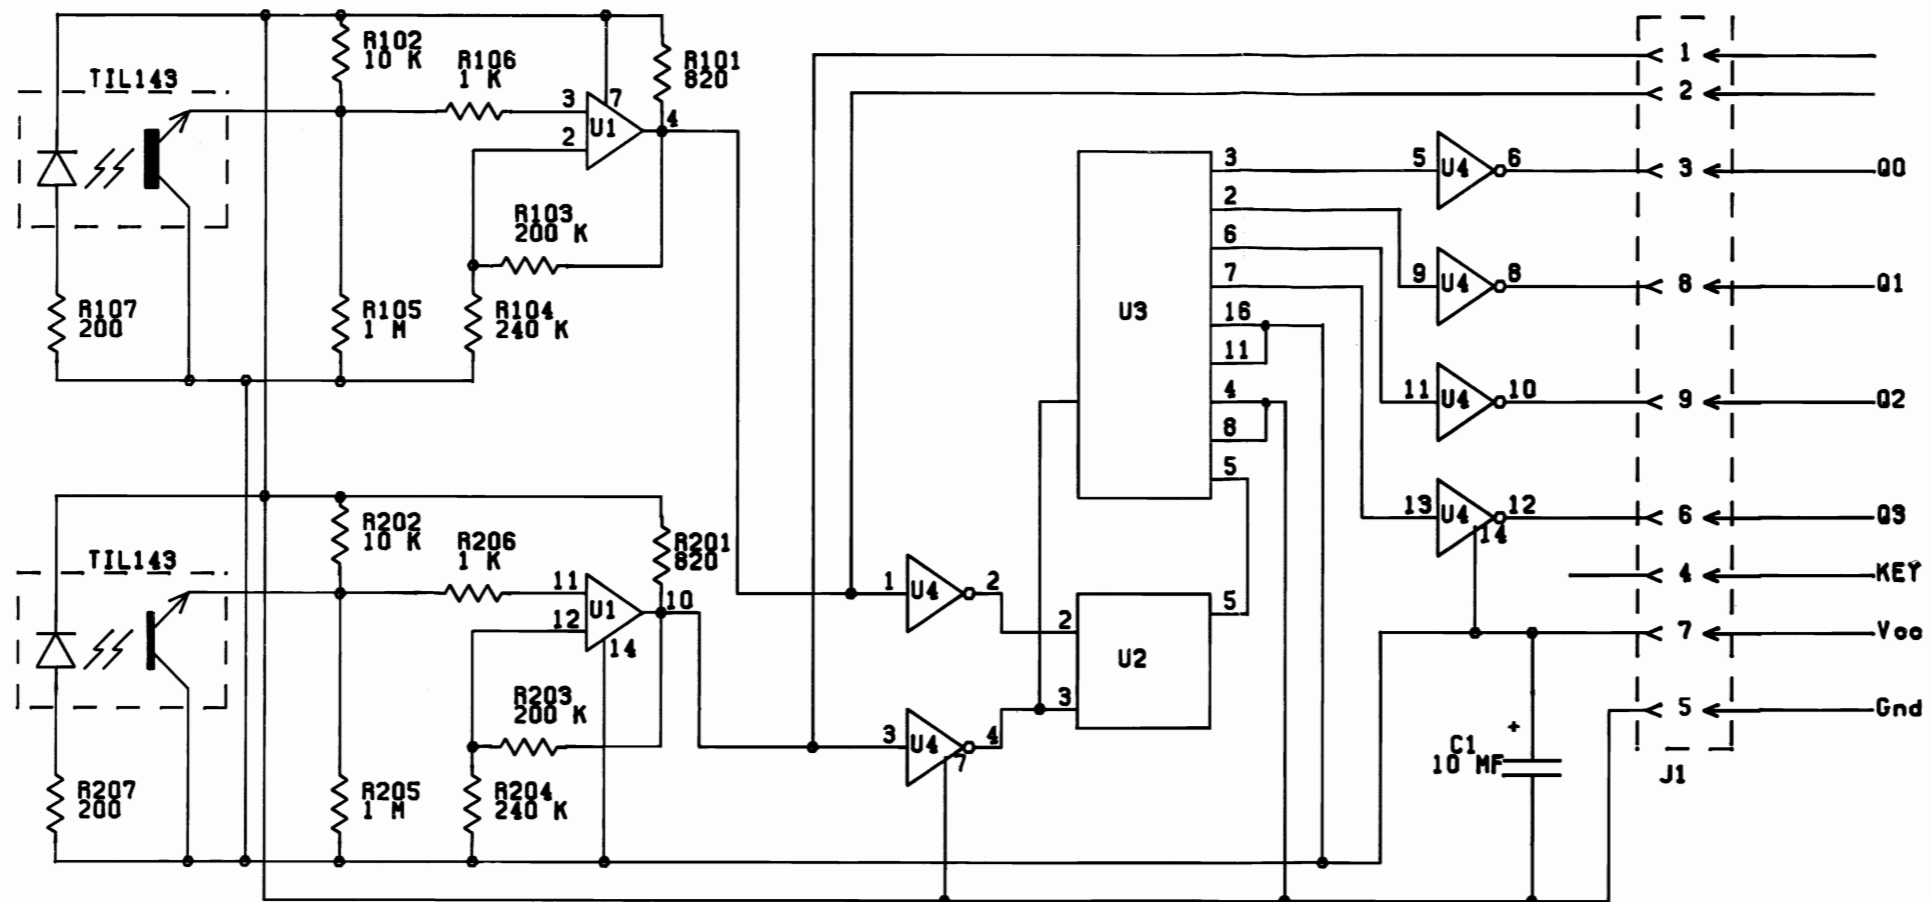 TIL143
R102
10 K
R106
1 K
R101
820
3
2
7
U1
4
R103
200 K
R107
200
R105
1 M
R104
240 K
TIL143
R202
10 K
R206
1 K
R201
820
11
12
U1
10
14
R203
200 K
R207
200
R205
1 M
R204
240 K
1
U4
2
3
U4
4
7
U3
3
2
6
7
16
11
4
8
5
2
3
U2
5
5
U4
6
9
U4
8
11
U4
10
13
U4
12
14
C1
10 MF
+
1
2
3
Q0
8
Q1
9
Q2
6
Q3
4
KEY
7
Vcc
5
Gnd
J1